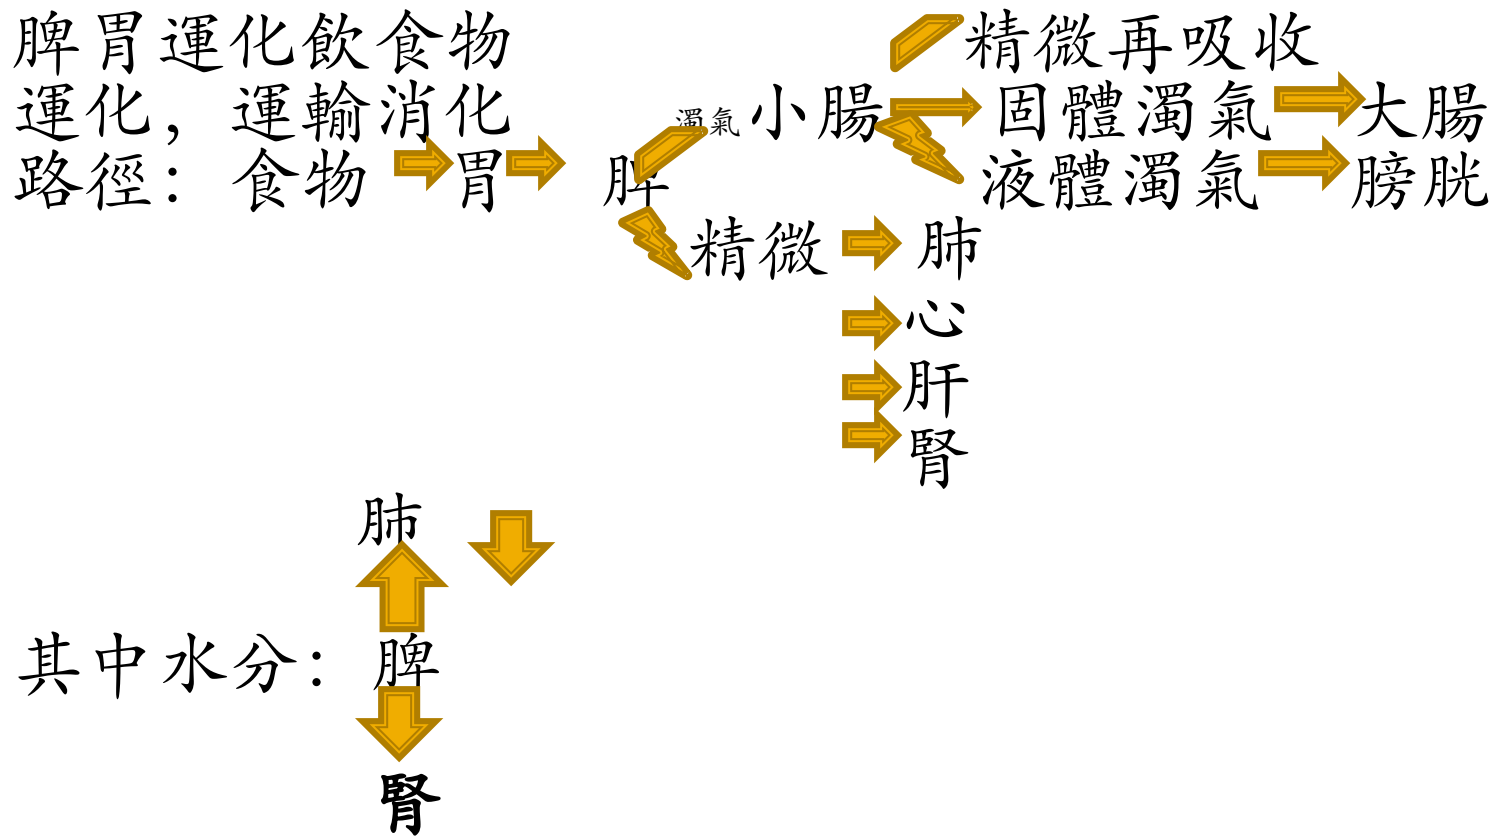 脾胃運化飲食物
運化，運輸消化
路徑：食物
胃
脾
濁氣
小腸
精微再吸收
固體濁氣
大腸
液體濁氣
膀胱
精微
肺
心
肝
腎
肺
其中水分：
脾
腎